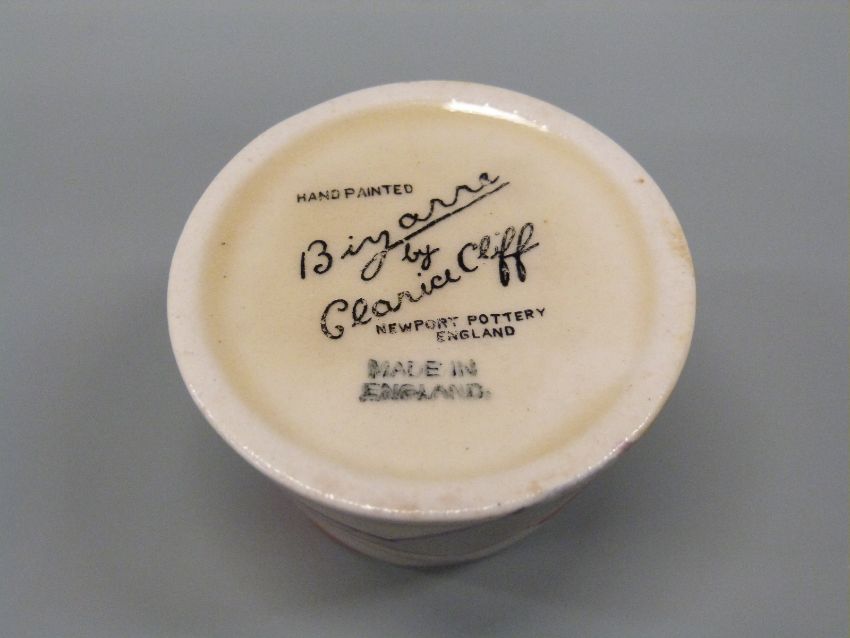 HAND PAINTED
Bizarre
by
Clarice Cliff
NEWPORT POTTERY
ENGLAND
MADE IN
ENGLAND.